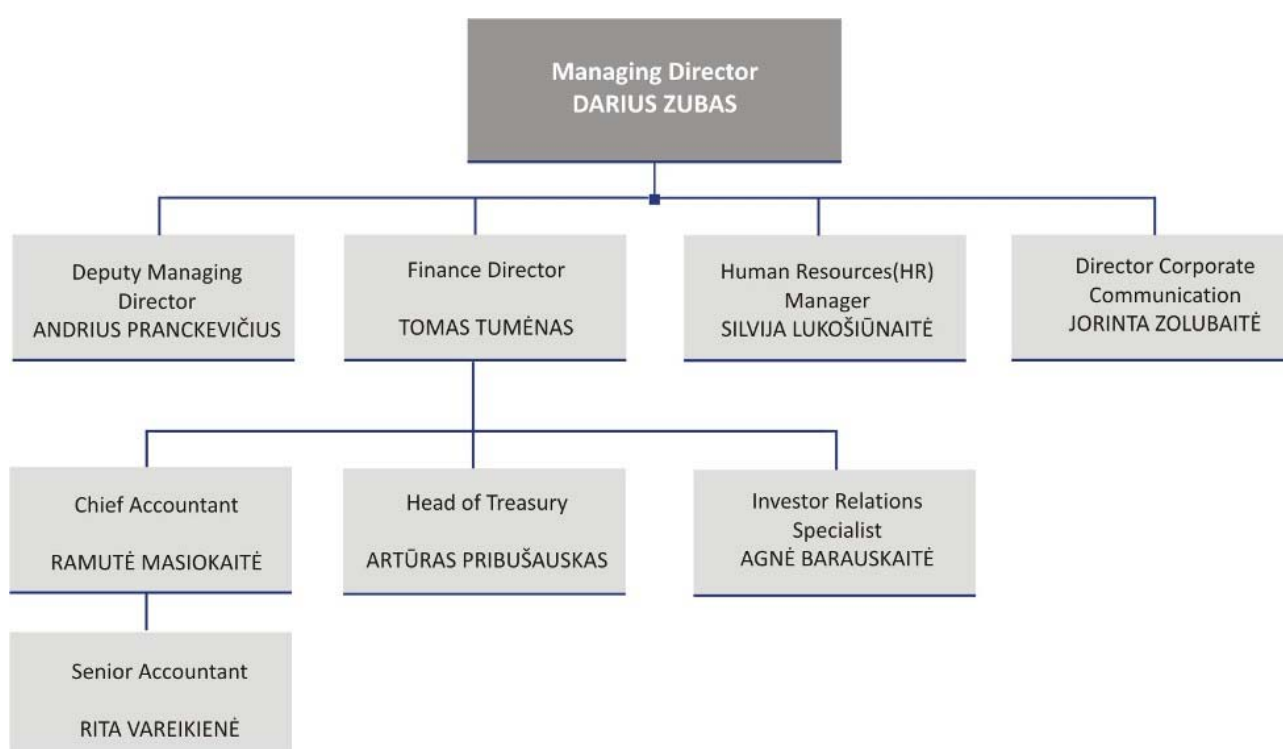 Managing Director
DARIUS ZUBAS
Deputy Managing
Director
ANDRIUS PRANCKEVIČIUS
Finance Director
TOMAS TUMĖNAS
Human Resources(HR)
Manager
SILVIJA LUKOŠIŪNAITĖ
Director Corporate
Communication
JORINTA ZOLUBAITĖ
Chief Accountant
RAMUTĖ MASIOKAITĖ
Head of Treasury
ARTŪRAS PRIBUŠAUSKAS
Investor Relations
Specialist
AGNĖ BARAUSKAITĖ
Senior Accountant
RITA VAREIKIENĖ